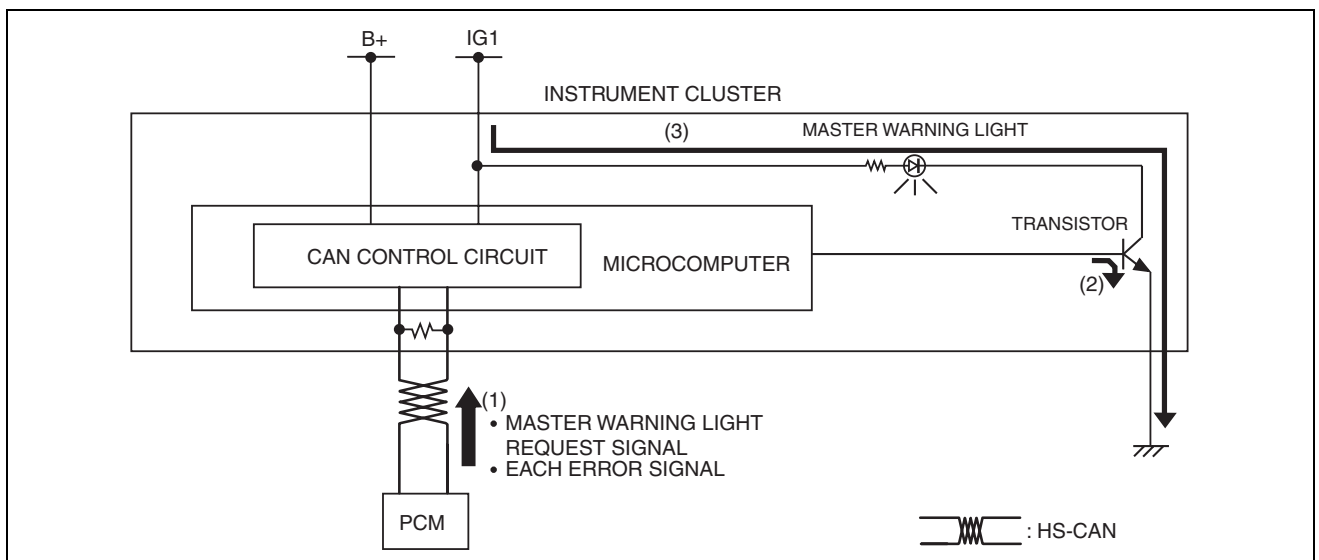 B+ IG1
INSTRUMENT CLUSTER
(3) MASTER WARNING LIGHT
TRANSISTOR
CAN CONTROL CIRCUIT
MICROCOMPUTER
(2)
(1)
• MASTER WARNING LIGHT
REQUEST SIGNAL
• EACH ERROR SIGNAL
PCM
: HS-CAN